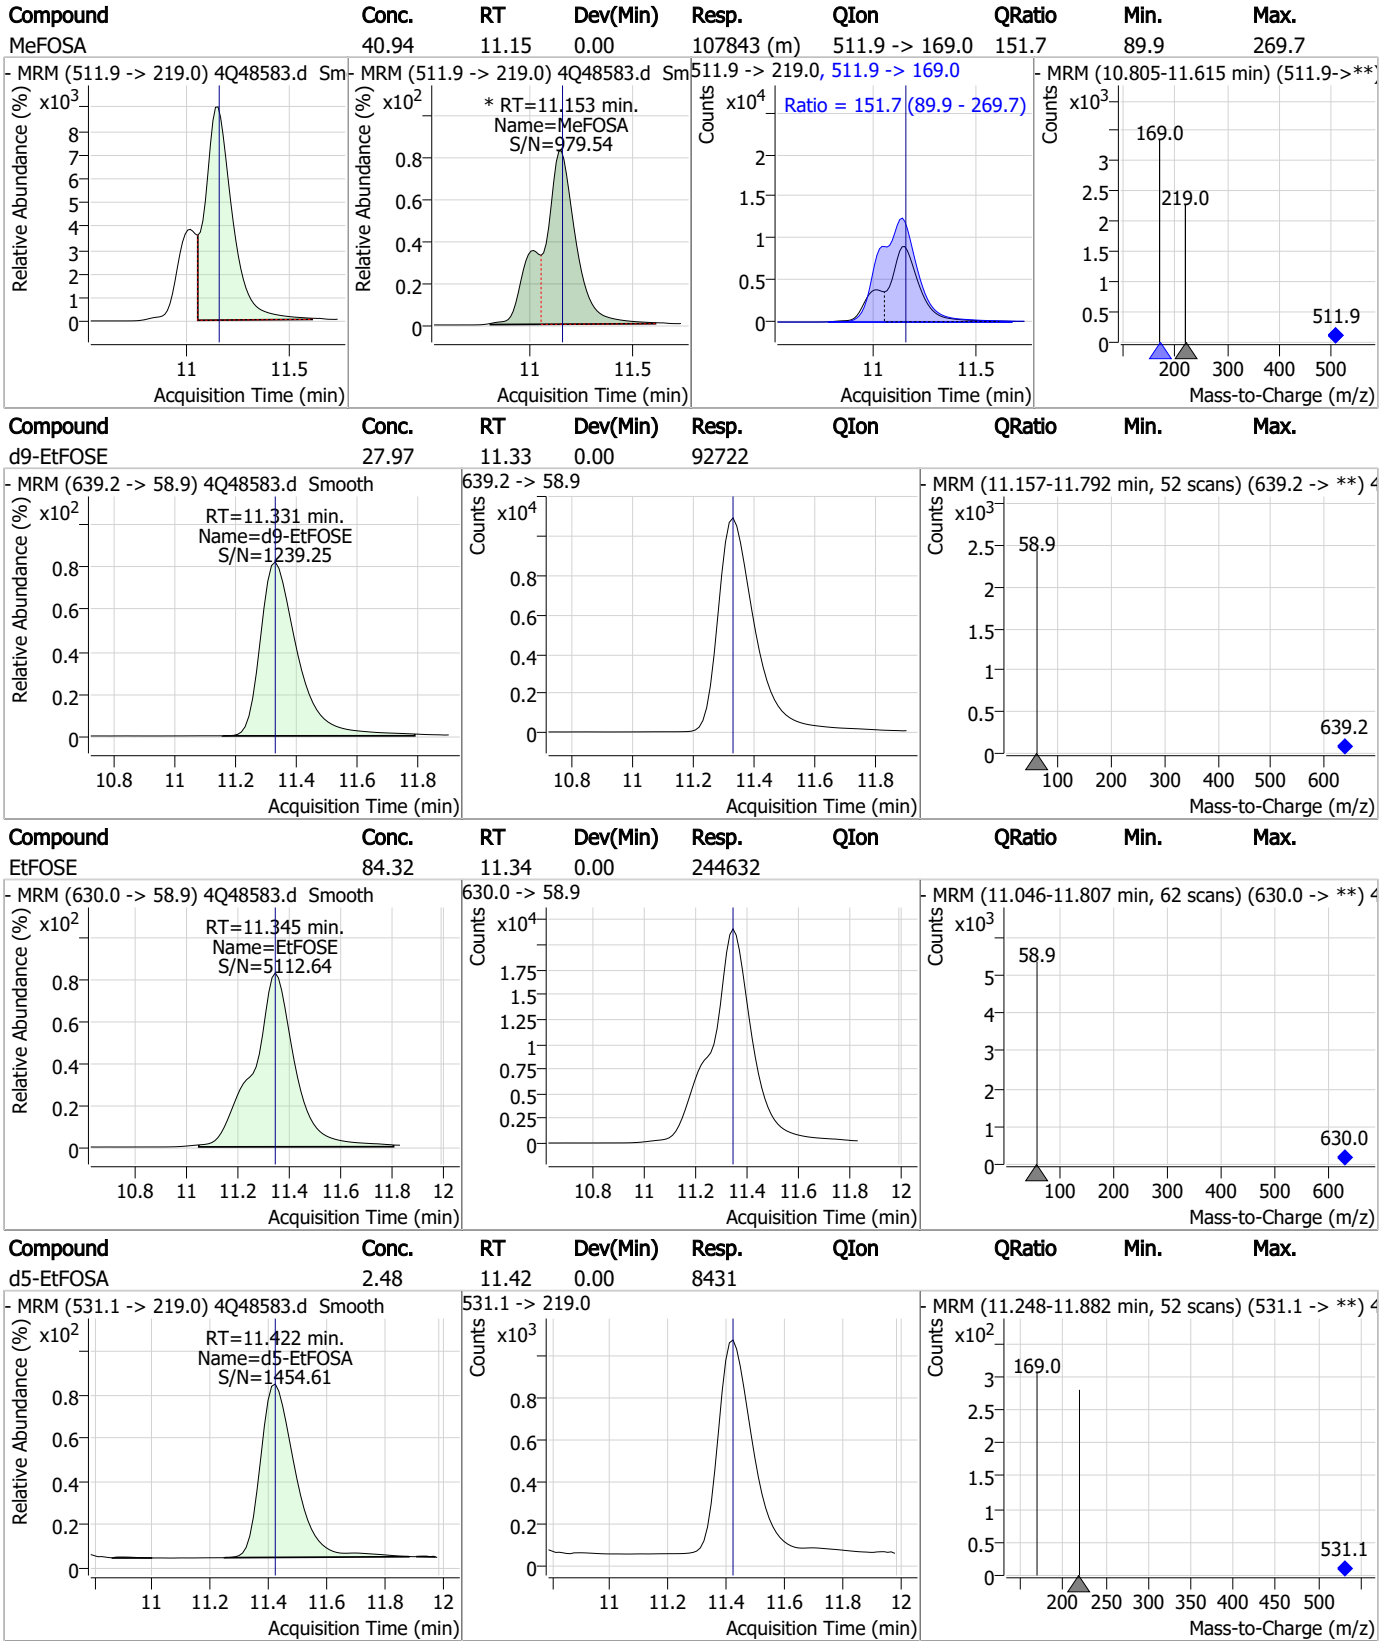 Compound Conc. RT Dev(Min) Resp. QIon QRatio Min. Max.
MeFOSA 40.94 11.15 0.00 107843 (m) 511.9 -> 169.0 151.7 89.9 269.7
- MRM (511.9 -> 219.0) 4Q48583.d Sm
Relative Abundance (%)
x10³
8
7
6
5
4
3
2
1
0
11 11.5
Acquisition Time (min)
- MRM (511.9 -> 219.0) 4Q48583.d Sm
Relative Abundance (%)
x10²
* RT=11.153 min.
Name=MeFOSA
S/N=979.54
0.8
0.6
0.4
0.2
0
11 11.5
Acquisition Time (min)
511.9 -> 219.0, 511.9 -> 169.0
Counts
x10⁴
Ratio = 151.7 (89.9 - 269.7)
2
1.5
1
0.5
0
11 11.5
Acquisition Time (min)
- MRM (10.805-11.615 min) (511.9->**)
Counts
x10³
169.0
219.0
511.9
3
2.5
2
1.5
1
0.5
0
200 300 400 500
Mass-to-Charge (m/z)
Compound Conc. RT Dev(Min) Resp. QIon QRatio Min. Max.
d9-EtFOSE 27.97 11.33 0.00 92722
- MRM (639.2 -> 58.9) 4Q48583.d Smooth
Relative Abundance (%)
x10²
RT=11.331 min.
Name=d9-EtFOSE
S/N=1239.25
0.8
0.6
0.4
0.2
0
10.8 11 11.2 11.4 11.6 11.8
Acquisition Time (min)
639.2 -> 58.9
Counts
x10⁴
0.8
0.6
0.4
0.2
0
10.8 11 11.2 11.4 11.6 11.8
Acquisition Time (min)
- MRM (11.157-11.792 min, 52 scans) (639.2 -> **) 4
Counts
x10³
58.9
639.2
2.5
2
1.5
1
0.5
0
100 200 300 400 500 600
Mass-to-Charge (m/z)
Compound Conc. RT Dev(Min) Resp. QIon QRatio Min. Max.
EtFOSE 84.32 11.34 0.00 244632
- MRM (630.0 -> 58.9) 4Q48583.d Smooth
Relative Abundance (%)
x10²
RT=11.345 min.
Name=EtFOSE
S/N=5112.64
0.8
0.6
0.4
0.2
0
10.8 11 11.2 11.4 11.6 11.8 12
Acquisition Time (min)
630.0 -> 58.9
Counts
x10⁴
1.75
1.5
1.25
1
0.75
0.5
0.25
0
10.8 11 11.2 11.4 11.6 11.8 12
Acquisition Time (min)
- MRM (11.046-11.807 min, 62 scans) (630.0 -> **) 4
Counts
x10³
58.9
630.0
5
4
3
2
1
0
100 200 300 400 500 600
Mass-to-Charge (m/z)
Compound Conc. RT Dev(Min) Resp. QIon QRatio Min. Max.
d5-EtFOSA 2.48 11.42 0.00 8431
- MRM (531.1 -> 219.0) 4Q48583.d Smooth
Relative Abundance (%)
x10²
RT=11.422 min.
Name=d5-EtFOSA
S/N=1454.61
0.8
0.6
0.4
0.2
0
11 11.2 11.4 11.6 11.8 12
Acquisition Time (min)
531.1 -> 219.0
Counts
x10³
0.8
0.6
0.4
0.2
0
11 11.2 11.4 11.6 11.8 12
Acquisition Time (min)
- MRM (11.248-11.882 min, 52 scans) (531.1 -> **) 4
Counts
x10²
169.0
531.1
3
2.5
2
1.5
1
0.5
0
200 250 300 350 400 450 500
Mass-to-Charge (m/z)